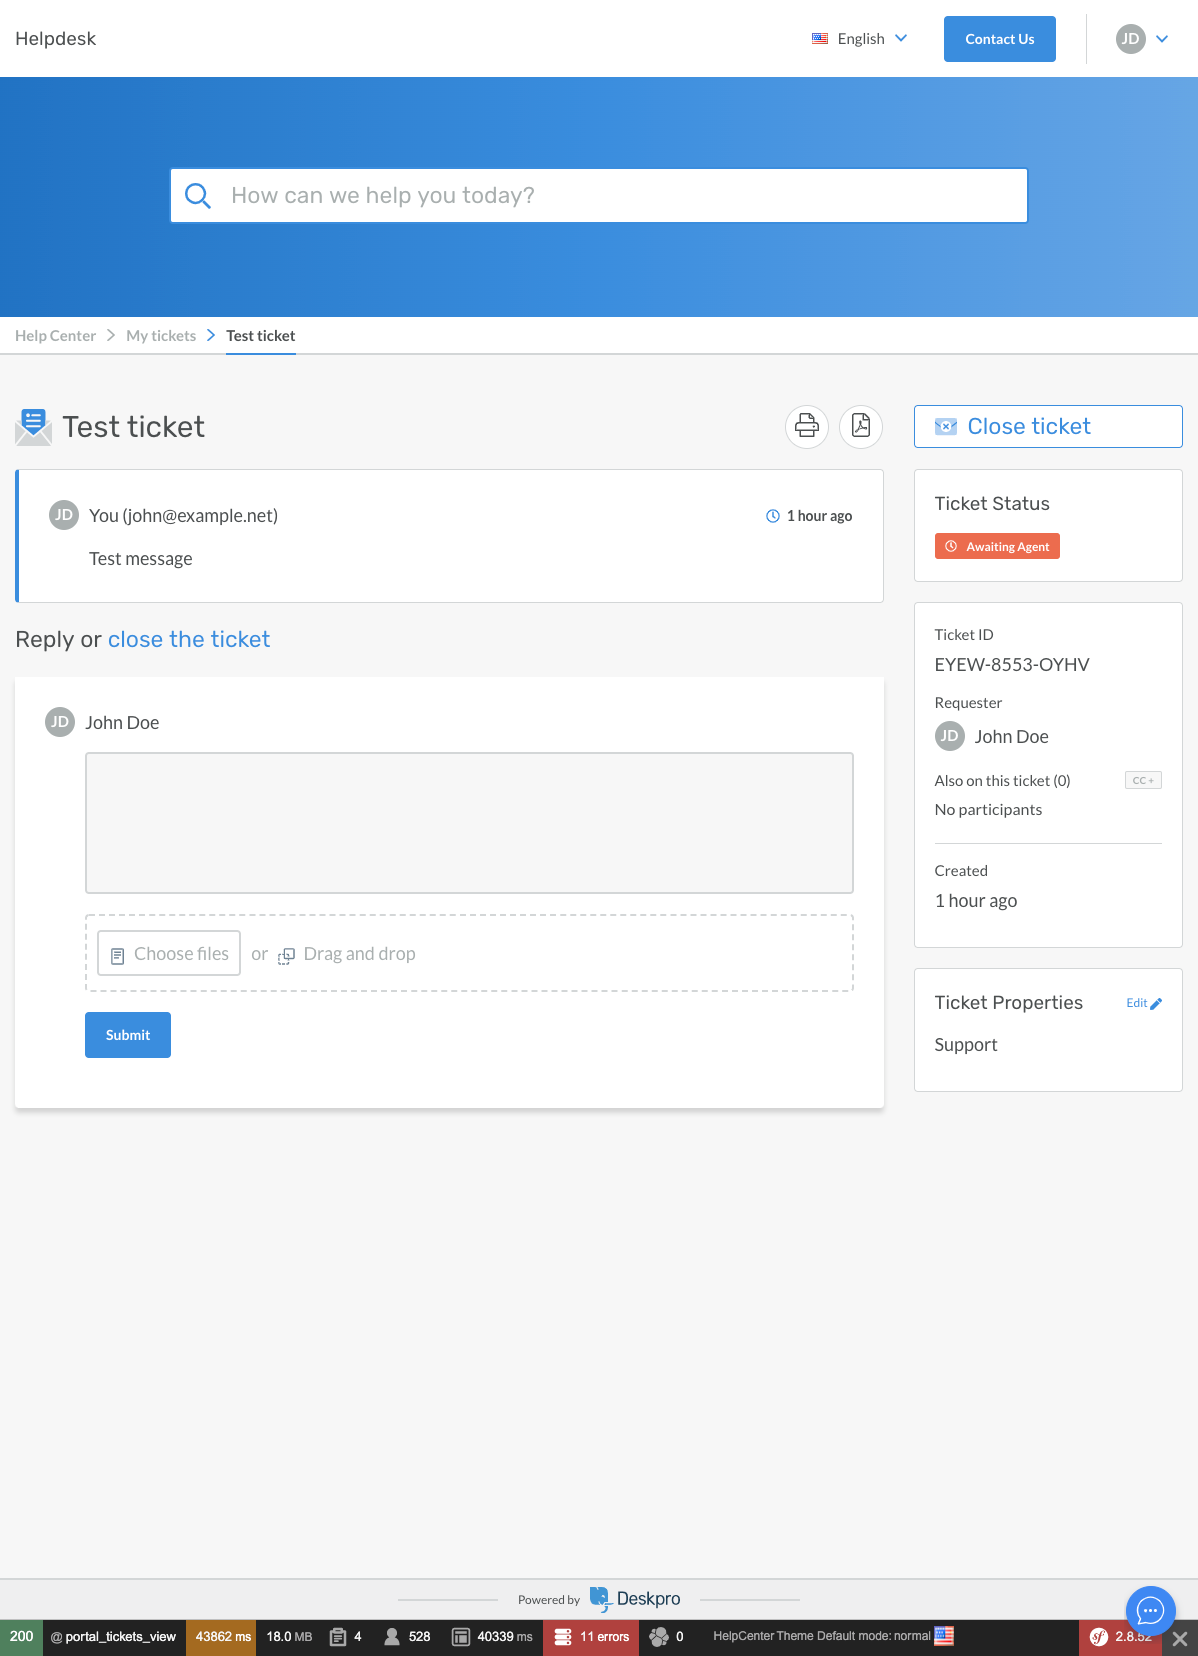 Helpdesk
English
Contact Us
JD
How can we help you today?
Help Center
My tickets
Test ticket
Test ticket
Close ticket
JD
You (john@example.net)
1 hour ago
Test message
Ticket Status
Awaiting Agent
Reply or close the ticket
JD
John Doe
Choose files or Drag and drop
Submit
Ticket ID
EYEW-8553-OYHV
Requester
JD
John Doe
Also on this ticket (0)
CC +
No participants
Created
1 hour ago
Ticket Properties
Edit
Support
Powered by Deskpro
200 @ portal_tickets_view 43862 ms 18.0 MB 4 528 40339 ms 11 errors 0 HelpCenter Theme Default mode: normal sf 2.8.52